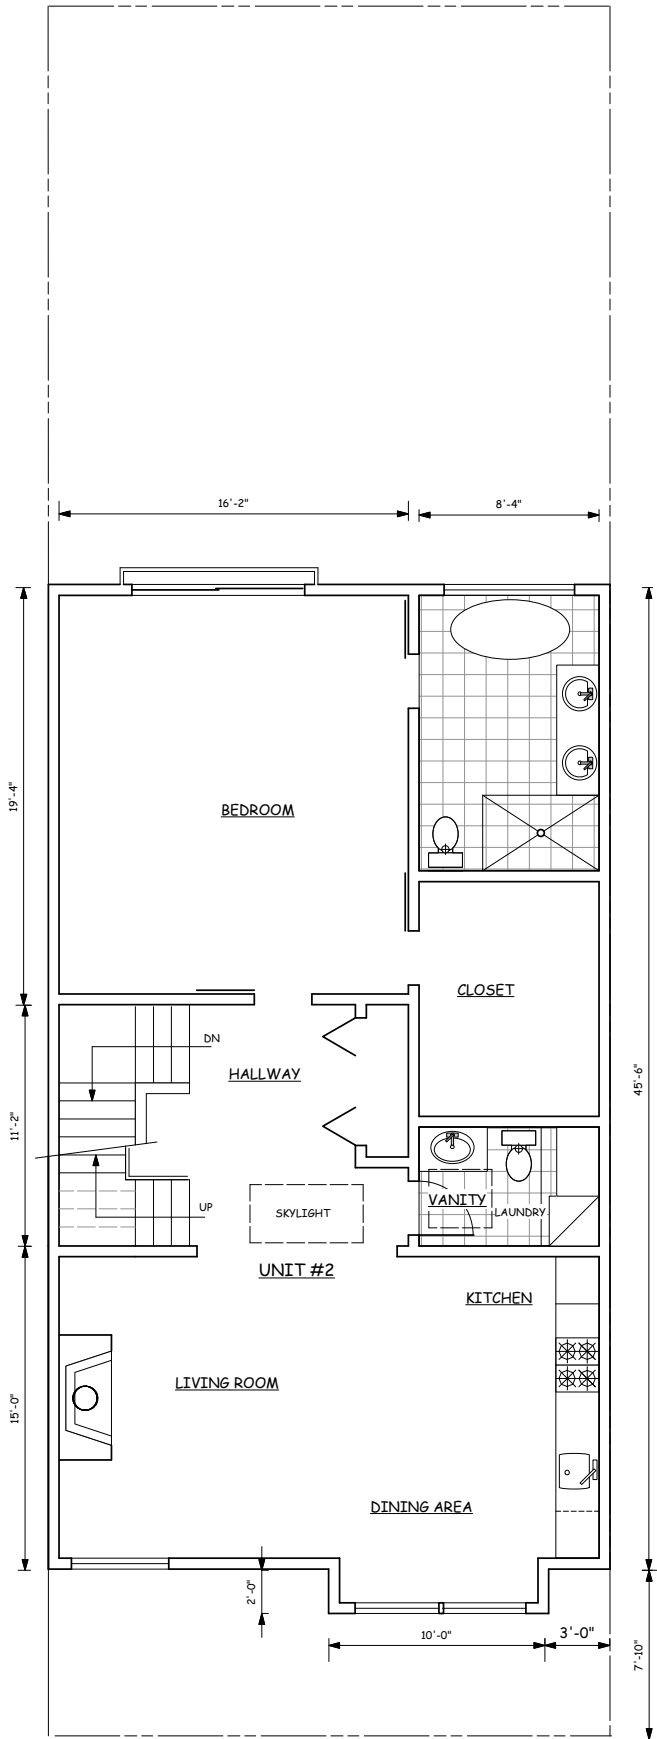 16'-2"
8'-4"
19'-4"
BEDROOM
CLOSET
DN
HALLWAY
45'-6"
11'-2"
VANITY
UP
SKYLIGHT
LAUNDRY
UNIT #2
KITCHEN
LIVING ROOM
15'-0"
DINING AREA
2'-0"
10'-0"
3'-0"
7'-10"